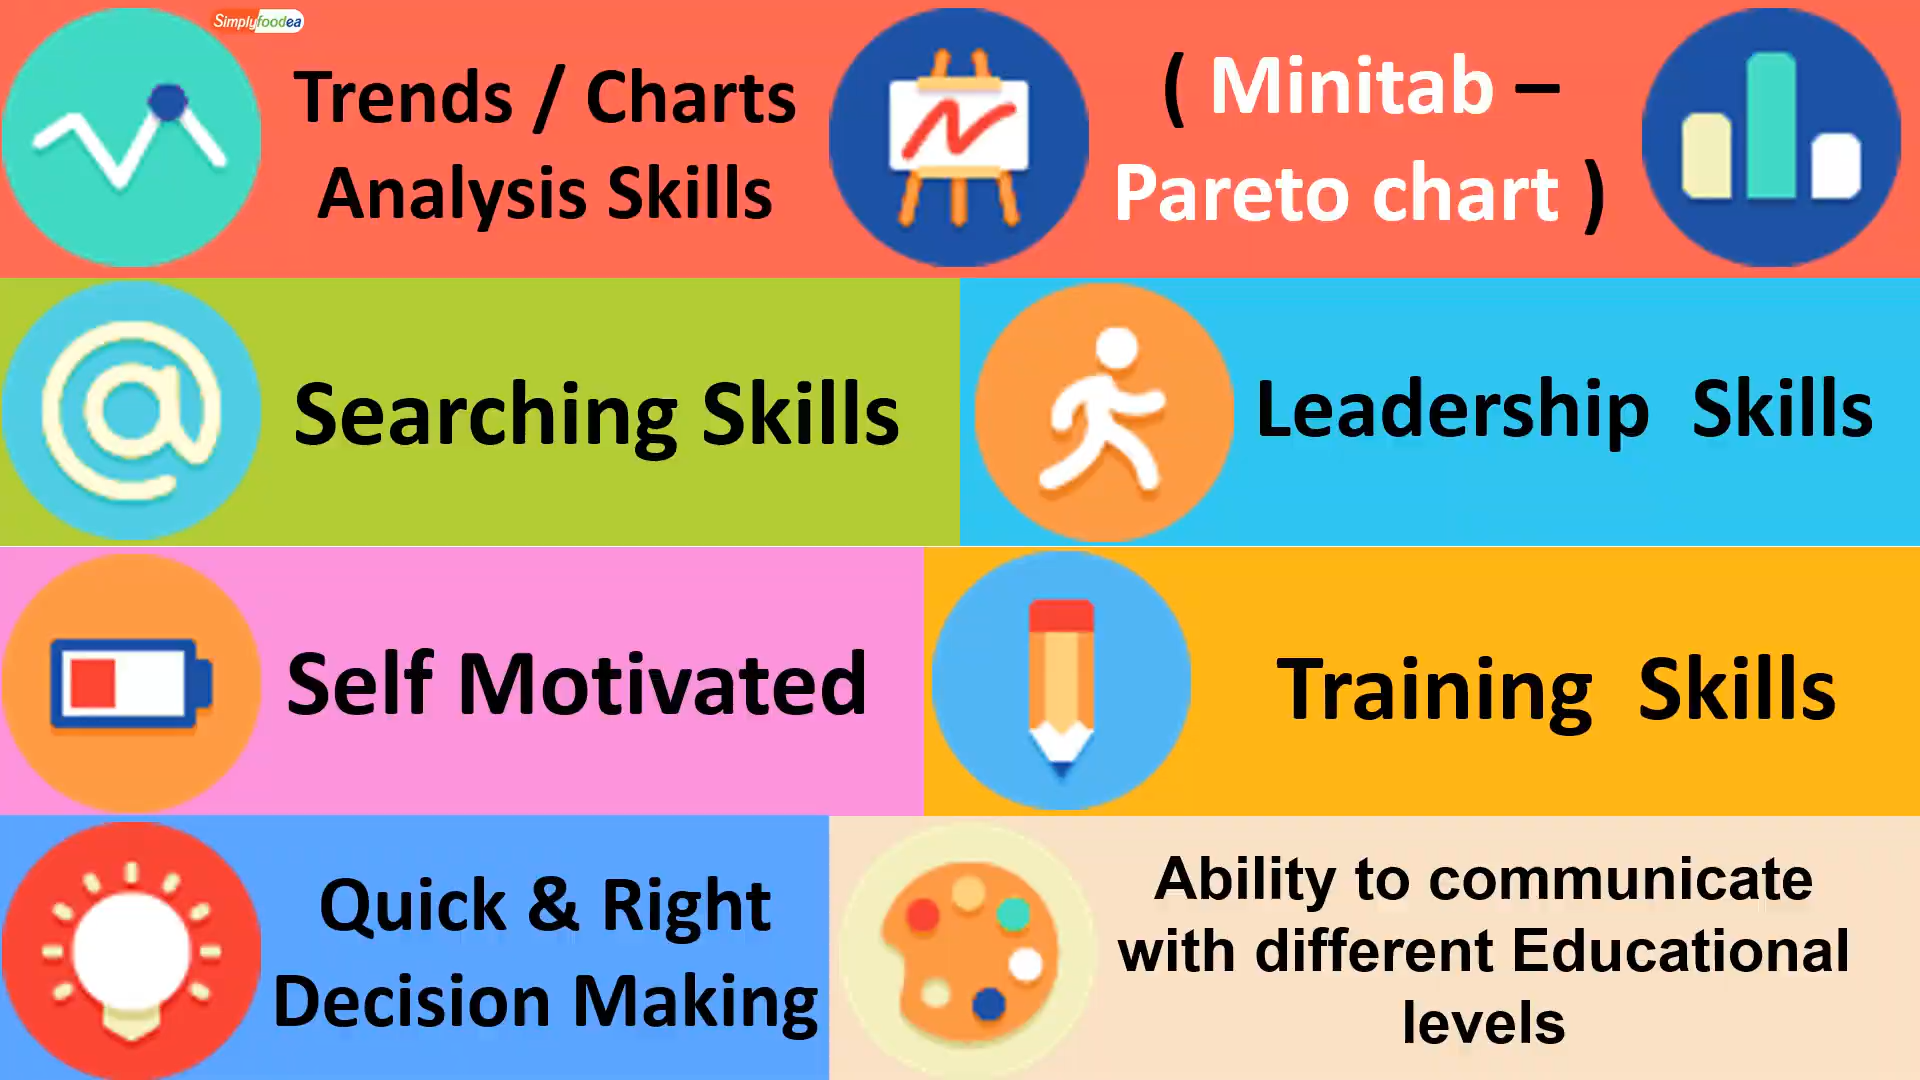 Simplyfoodea
Trends / Charts
Analysis Skills
( Minitab –
Pareto chart )
@
Searching Skills
Leadership Skills
Self Motivated
Training Skills
Quick & Right
Decision Making
Ability to communicate
with different Educational
levels